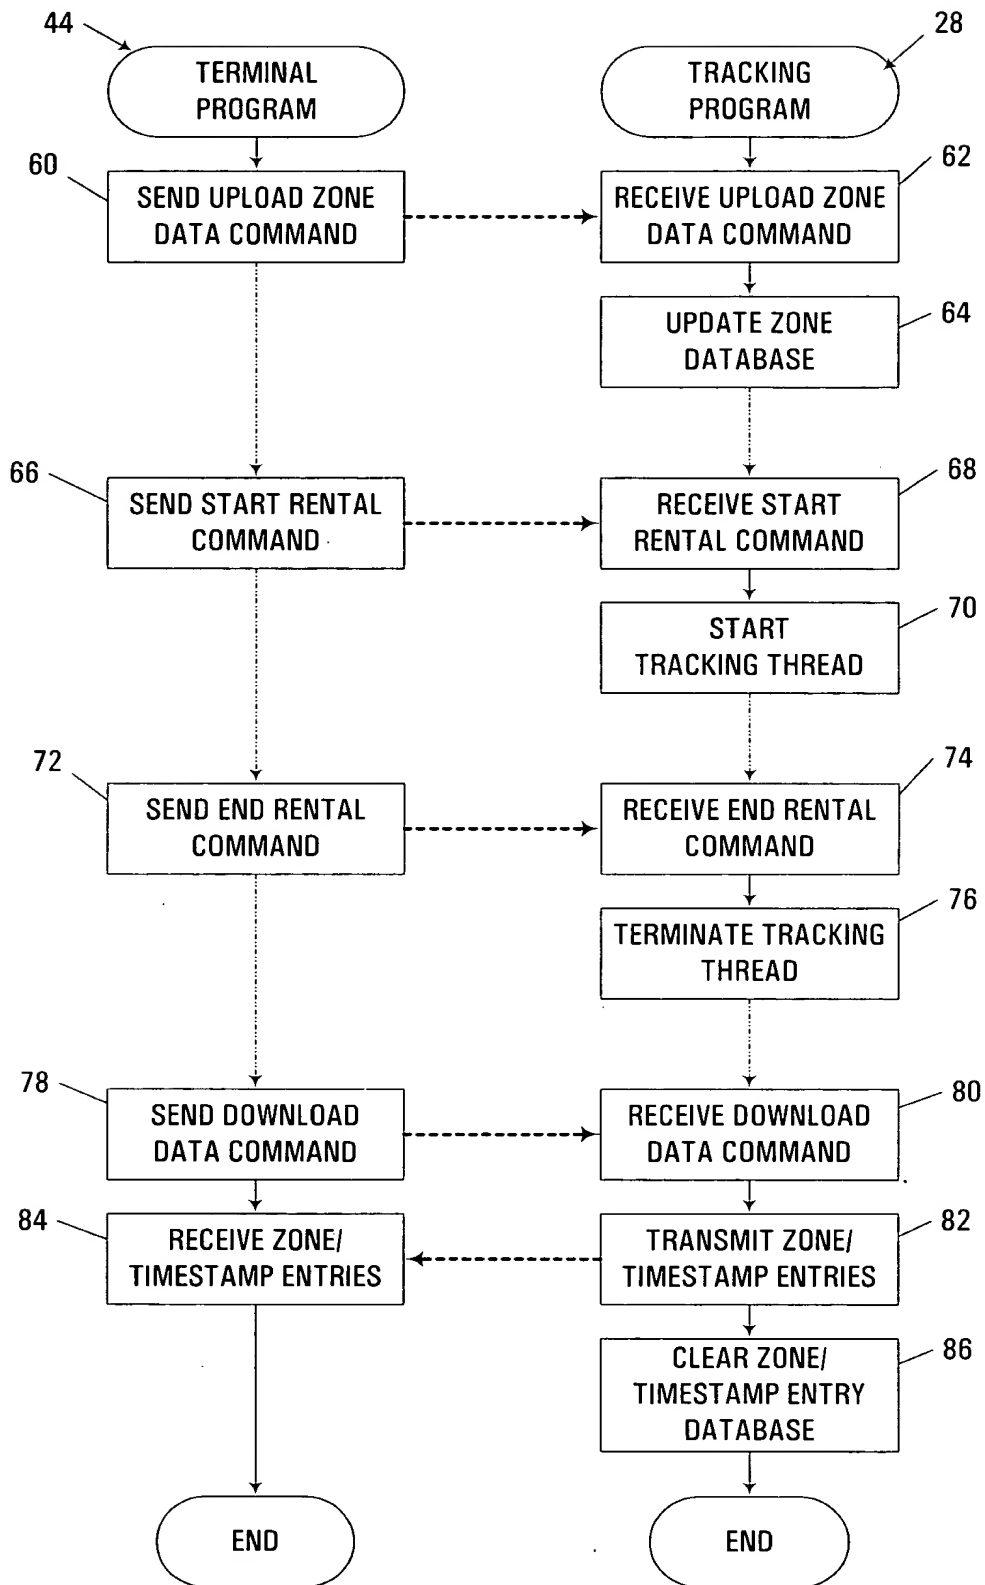 44
28
TERMINAL
PROGRAM
TRACKING
PROGRAM
60
62
SEND UPLOAD ZONE
DATA COMMAND
RECEIVE UPLOAD ZONE
DATA COMMAND
64
UPDATE ZONE
DATABASE
66
68
SEND START RENTAL
COMMAND
RECEIVE START
RENTAL COMMAND
70
START
TRACKING THREAD
72
74
SEND END RENTAL
COMMAND
RECEIVE END RENTAL
COMMAND
76
TERMINATE TRACKING
THREAD
78
80
SEND DOWNLOAD
DATA COMMAND
RECEIVE DOWNLOAD
DATA COMMAND
84
82
RECEIVE ZONE/
TIMESTAMP ENTRIES
TRANSMIT ZONE/
TIMESTAMP ENTRIES
86
CLEAR ZONE/
TIMESTAMP ENTRY
DATABASE
END
END